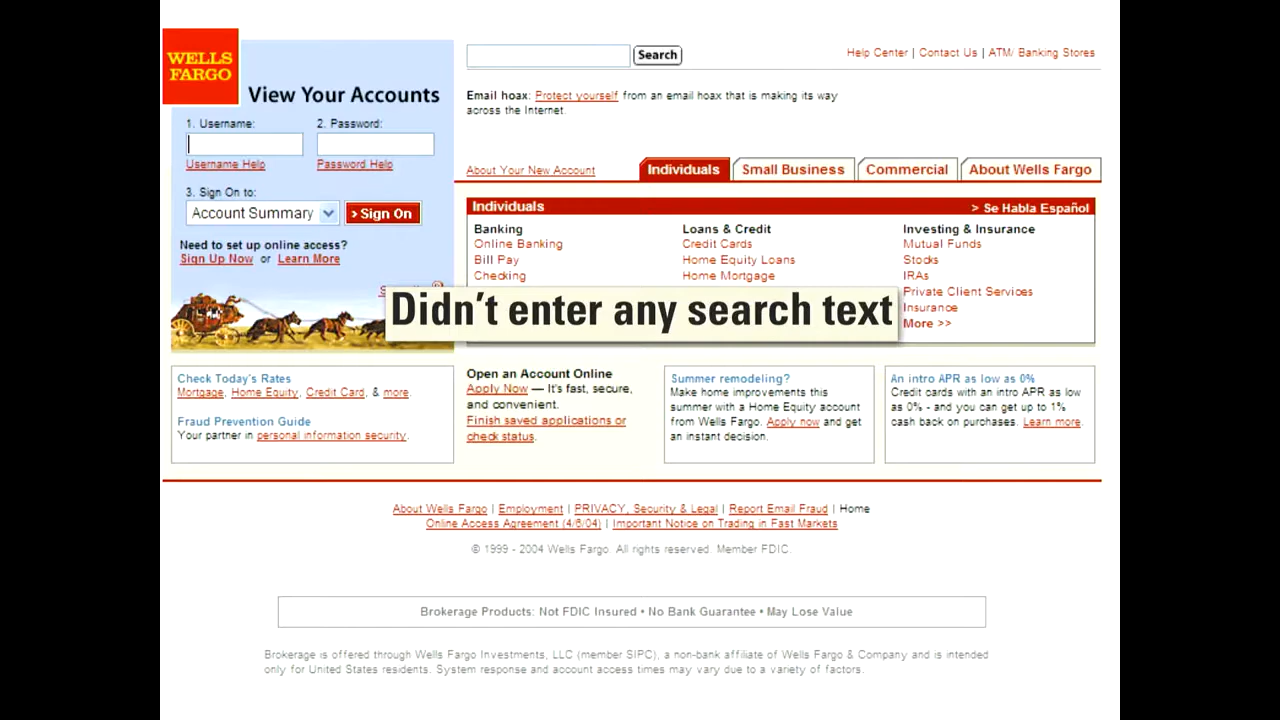 WELLS
FARGO
Search
Help Center | Contact Us | ATM/ Banking Stores
View Your Accounts
Email hoax: Protect yourself from an email hoax that is making its way
across the Internet.
1. Username:
2. Password:
Username Help
Password Help
About Your New Account
Individuals
Small Business
Commercial
About Wells Fargo
3. Sign On to:
Account Summary
> Sign On
Need to set up online access?
Sign Up Now or Learn More
Individuals
> Se Habla Español
Banking
Online Banking
Bill Pay
Checking
Loans & Credit
Credit Cards
Home Equity Loans
Home Mortgage
Investing & Insurance
Mutual Funds
Stocks
IRAs
Private Client Services
Insurance
More >>
Didn't enter any search text
Check Today's Rates
Mortgage, Home Equity, Credit Card, & more.
Fraud Prevention Guide
Your partner in personal information security.
Open an Account Online
Apply Now — It's fast, secure,
and convenient.
Finish saved applications or
check status.
Summer remodeling?
Make home improvements this
summer with a Home Equity account
from Wells Fargo. Apply now and get
an instant decision.
An intro APR as low as 0%
Credit cards with an intro APR as low
as 0% - and you can get up to 1%
cash back on purchases. Learn more.
About Wells Fargo | Employment | PRIVACY, Security & Legal | Report Email Fraud | Home
Online Access Agreement (4/6/04) | Important Notice on Trading in Fast Markets
© 1999 - 2004 Wells Fargo. All rights reserved. Member FDIC.
Brokerage Products: Not FDIC Insured • No Bank Guarantee • May Lose Value
Brokerage is offered through Wells Fargo Investments, LLC (member SIPC), a non-bank affiliate of Wells Fargo & Company and is intended
only for United States residents. System response and account access times may vary due to a variety of factors.